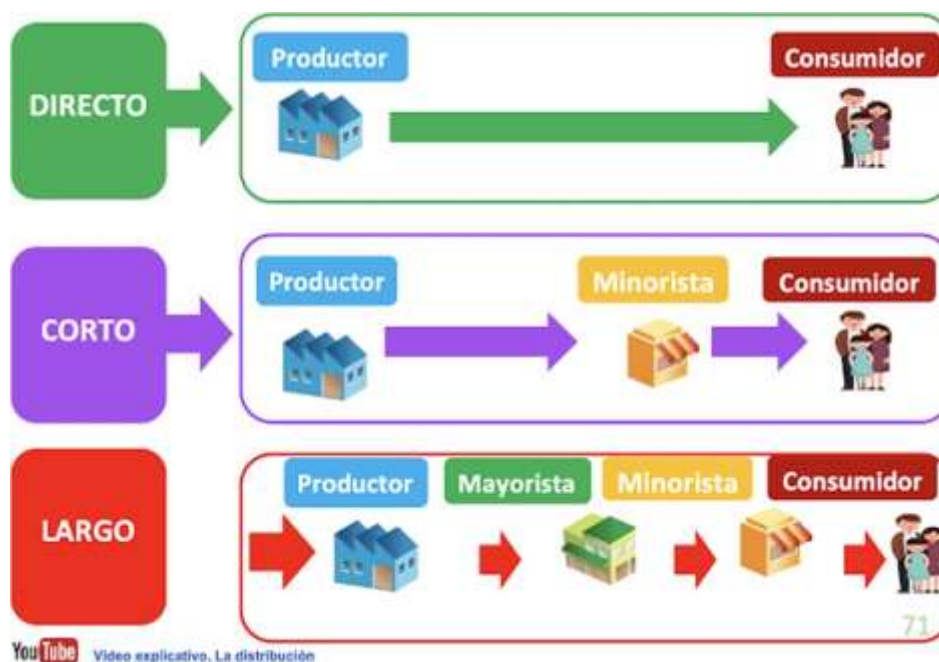 DIRECTO
Productor
Consumidor
CORTO
Productor
Minorista
Consumidor
LARGO
Productor
Mayorista
Minorista
Consumidor
71
YouTube Video explicativo. La distribución